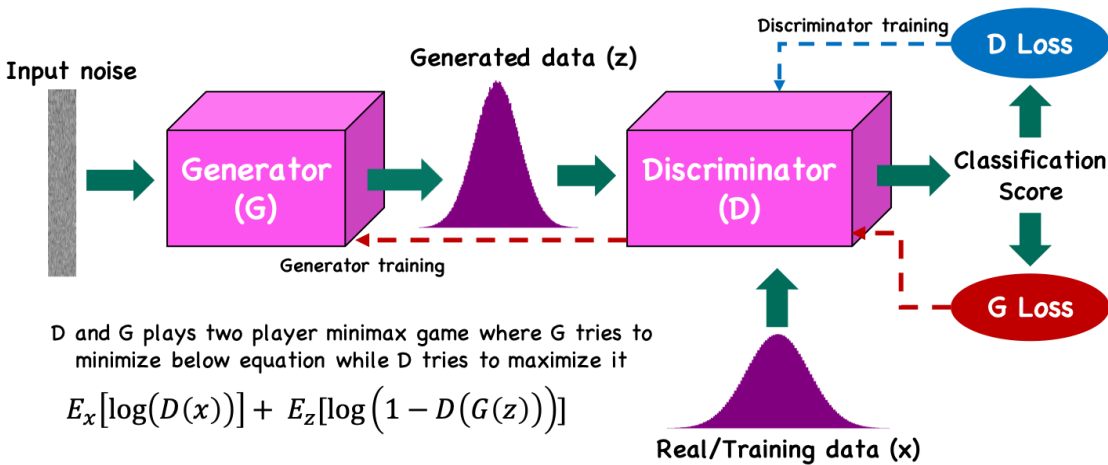 Input noise
Generator
(G)
Generated data (z)
Discriminator
(D)
Discriminator training
D Loss
Classification
Score
G Loss
Generator training
D and G plays two player minimax game where G tries to
minimize below equation while D tries to maximize it
E_x[log(D(x))] + E_z[log(1 − D(G(z)))]
Real/Training data (x)